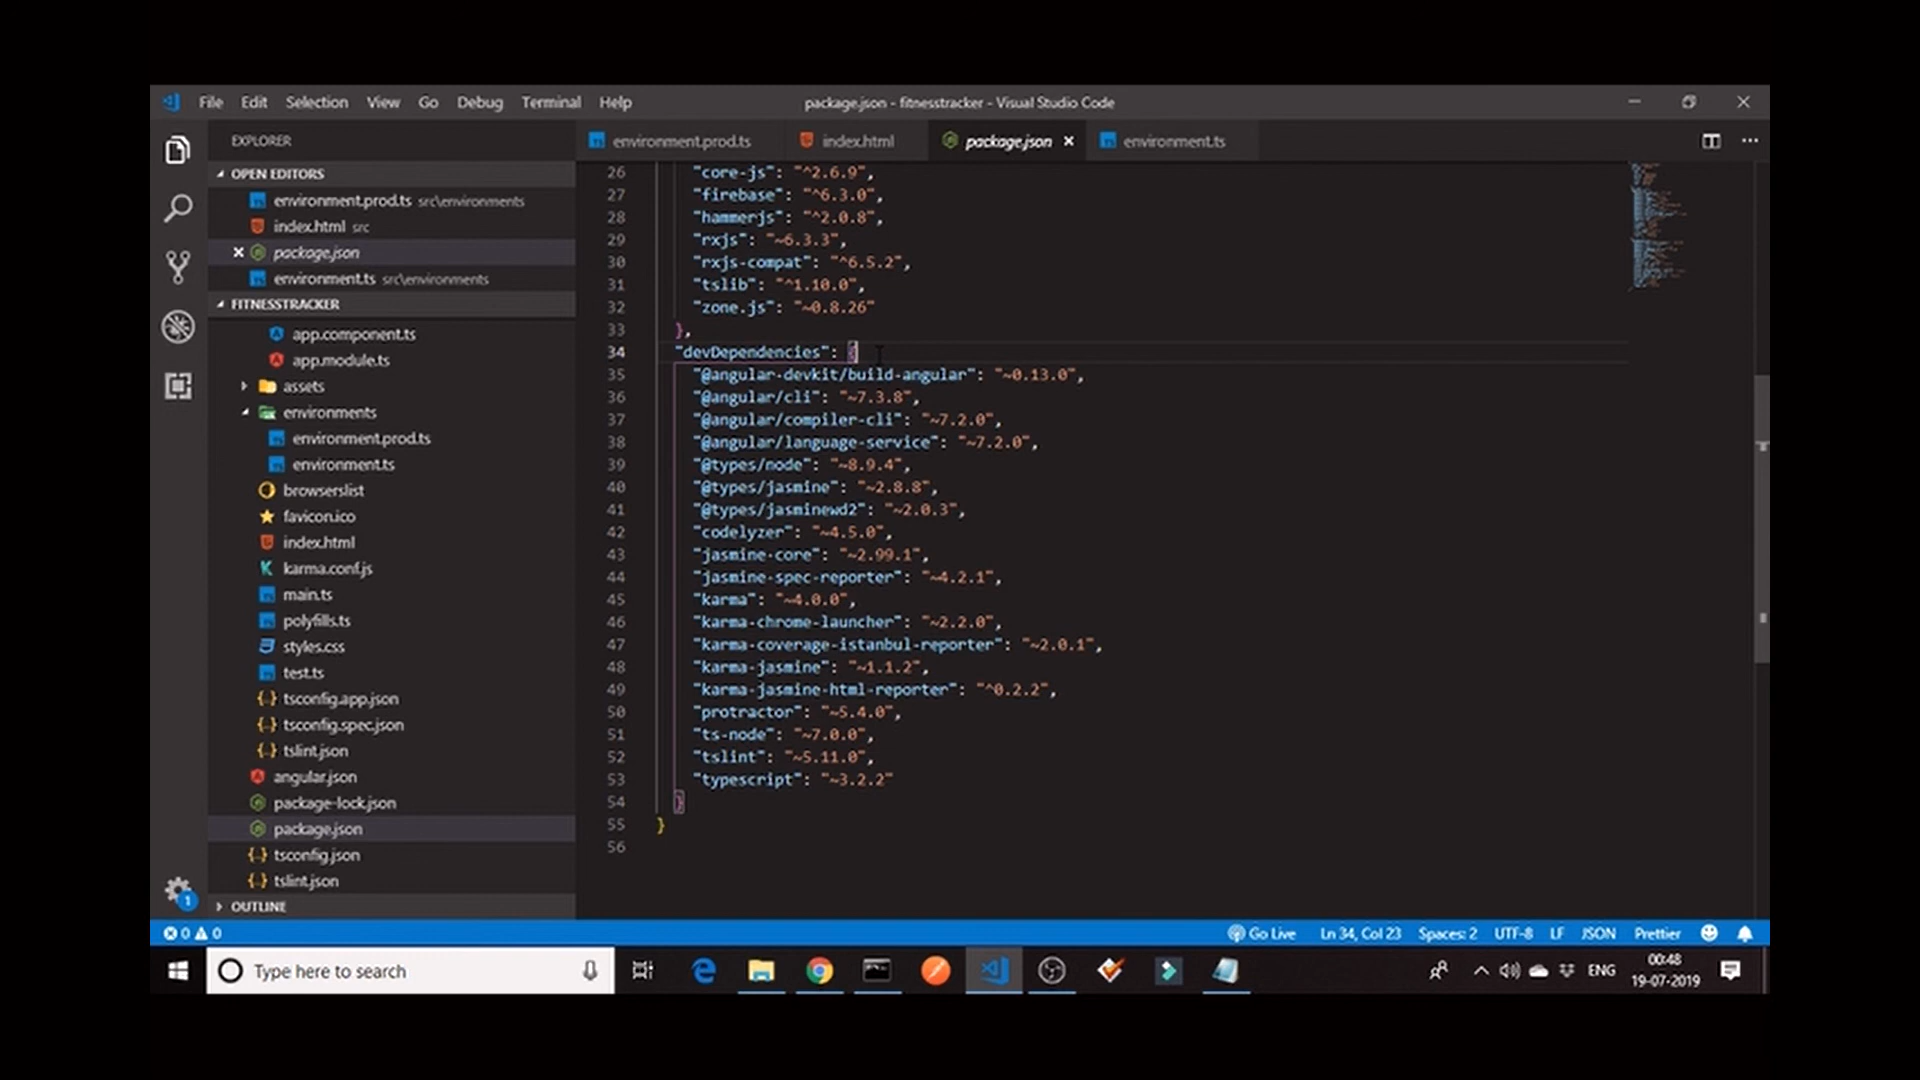 File Edit Selection View Go Debug Terminal Help
package.json - fitnesstracker - Visual Studio Code
EXPLORER
OPEN EDITORS
environment.prod.ts src\environments
index.html src
package.json
environment.ts src\environments
FITNESSTRACKER
app.component.ts
app.module.ts
assets
environments
environment.prod.ts
environment.ts
browserslist
favicon.ico
index.html
karma.conf.js
main.ts
polyfills.ts
styles.css
test.ts
tsconfig.app.json
tsconfig.spec.json
tslint.json
angular.json
package-lock.json
package.json
tsconfig.json
tslint.json
OUTLINE
environment.prod.ts index.html package.json environment.ts
26 "core-js": "^2.6.9",
27 "firebase": "^6.3.0",
28 "hammerjs": "^2.0.8",
29 "rxjs": "~6.3.3",
30 "rxjs-compat": "^6.5.2",
31 "tslib": "^1.10.0",
32 "zone.js": "~0.8.26"
33 },
34 "devDependencies": {
35 "@angular-devkit/build-angular": "~0.13.0",
36 "@angular/cli": "~7.3.8",
37 "@angular/compiler-cli": "~7.2.0",
38 "@angular/language-service": "~7.2.0",
39 "@types/node": "~8.9.4",
40 "@types/jasmine": "~2.8.8",
41 "@types/jasminewd2": "~2.0.3",
42 "codelyzer": "~4.5.0",
43 "jasmine-core": "~2.99.1",
44 "jasmine-spec-reporter": "~4.2.1",
45 "karma": "~4.0.0",
46 "karma-chrome-launcher": "~2.2.0",
47 "karma-coverage-istanbul-reporter": "~2.0.1",
48 "karma-jasmine": "~1.1.2",
49 "karma-jasmine-html-reporter": "^0.2.2",
50 "protractor": "~5.4.0",
51 "ts-node": "~7.0.0",
52 "tslint": "~5.11.0",
53 "typescript": "~3.2.2"
54 }
55 }
56
1
0 0
Go Live Ln 34, Col 23 Spaces: 2 UTF-8 LF JSON Prettier
Type here to search
ENG
00:48
19-07-2019